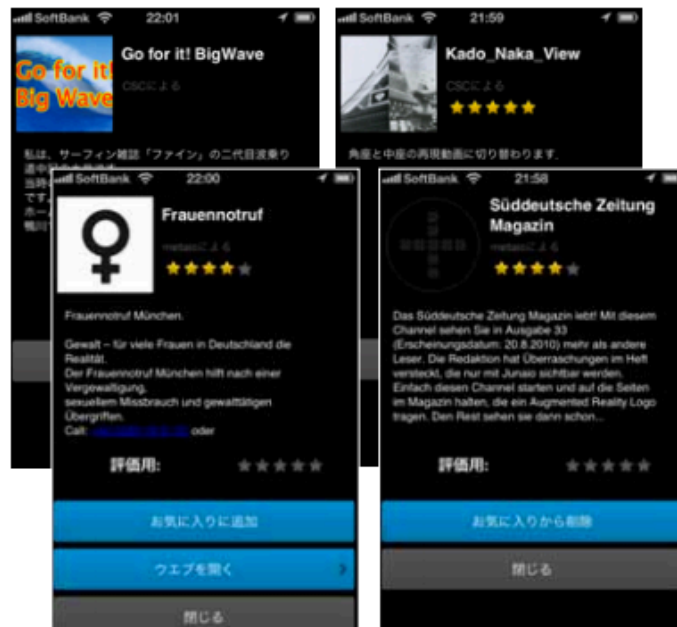 SoftBank 22:01
Go for it! BigWave
Go for it!
Big Wave
CSCによる
私は、サーフィン雑誌「ファイン」の二代目波乗り
SoftBank 21:59
Kado_Naka_View
CSCによる
角座と中座の再現動画に切り替わります.
SoftBank 22:00
Frauennotruf
metaioによる
Frauennotruf München.
Gewalt – für viele Frauen in Deutschland die
Realität.
Der Frauennotruf München hilft nach einer
Vergewaltigung,
sexuellem Missbrauch und gewalttätigen
Übergriffen.
Call: oder
評価用:
お気に入りに追加
ウエブを開く
閉じる
SoftBank 21:58
Süddeutsche Zeitung
Magazin
metaioによる
Das Süddeutsche Zeitung Magazin lebt! Mit diesem
Channel sehen Sie in Ausgabe 33
(Erscheinungsdatum: 20.8.2010) mehr als andere
Leser. Die Redaktion hat Überraschungen im Heft
versteckt, die nur mit Junaio sichtbar werden.
Einfach diesen Channel starten und auf die Seiten
im Magazin halten, die ein Augmented Reality Logo
tragen. Den Rest sehen sie dann schon...
評価用:
お気に入りから削除
閉じる